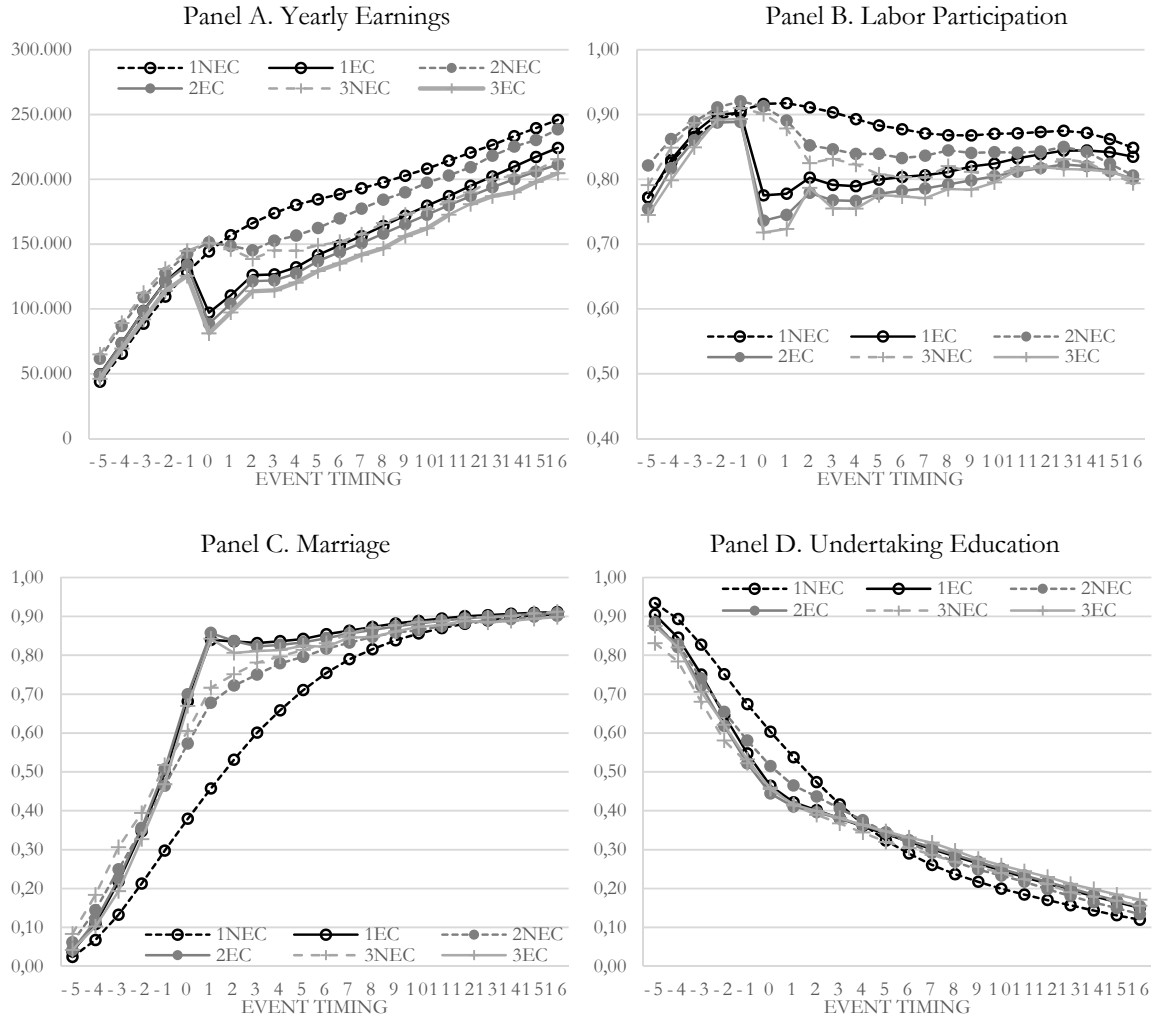 Panel A. Yearly Earnings
300.000
250.000
200.000
150.000
100.000
50.000
0
1NEC 1EC 2NEC
2EC 3NEC 3EC
-5 -4 -3 -2 -1 0 1 2 3 4 5 6 7 8 9 10 11 12 13 14 15 16
EVENT TIMING
Panel B. Labor Participation
1,00
0,90
0,80
0,70
0,60
0,50
0,40
1NEC 1EC 2NEC
2EC 3NEC 3EC
-5 -4 -3 -2 -1 0 1 2 3 4 5 6 7 8 9 10 11 12 13 14 15 16
EVENT TIMING
Panel C. Marriage
1,00
0,90
0,80
0,70
0,60
0,50
0,40
0,30
0,20
0,10
0,00
1NEC 1EC 2NEC
2EC 3NEC 3EC
-5 -4 -3 -2 -1 0 1 2 3 4 5 6 7 8 9 10 11 12 13 14 15 16
EVENT TIMING
Panel D. Undertaking Education
1,00
0,90
0,80
0,70
0,60
0,50
0,40
0,30
0,20
0,10
0,00
1NEC 1EC 2NEC
2EC 3NEC 3EC
-5 -4 -3 -2 -1 0 1 2 3 4 5 6 7 8 9 10 11 12 13 14 15 16
EVENT TIMING